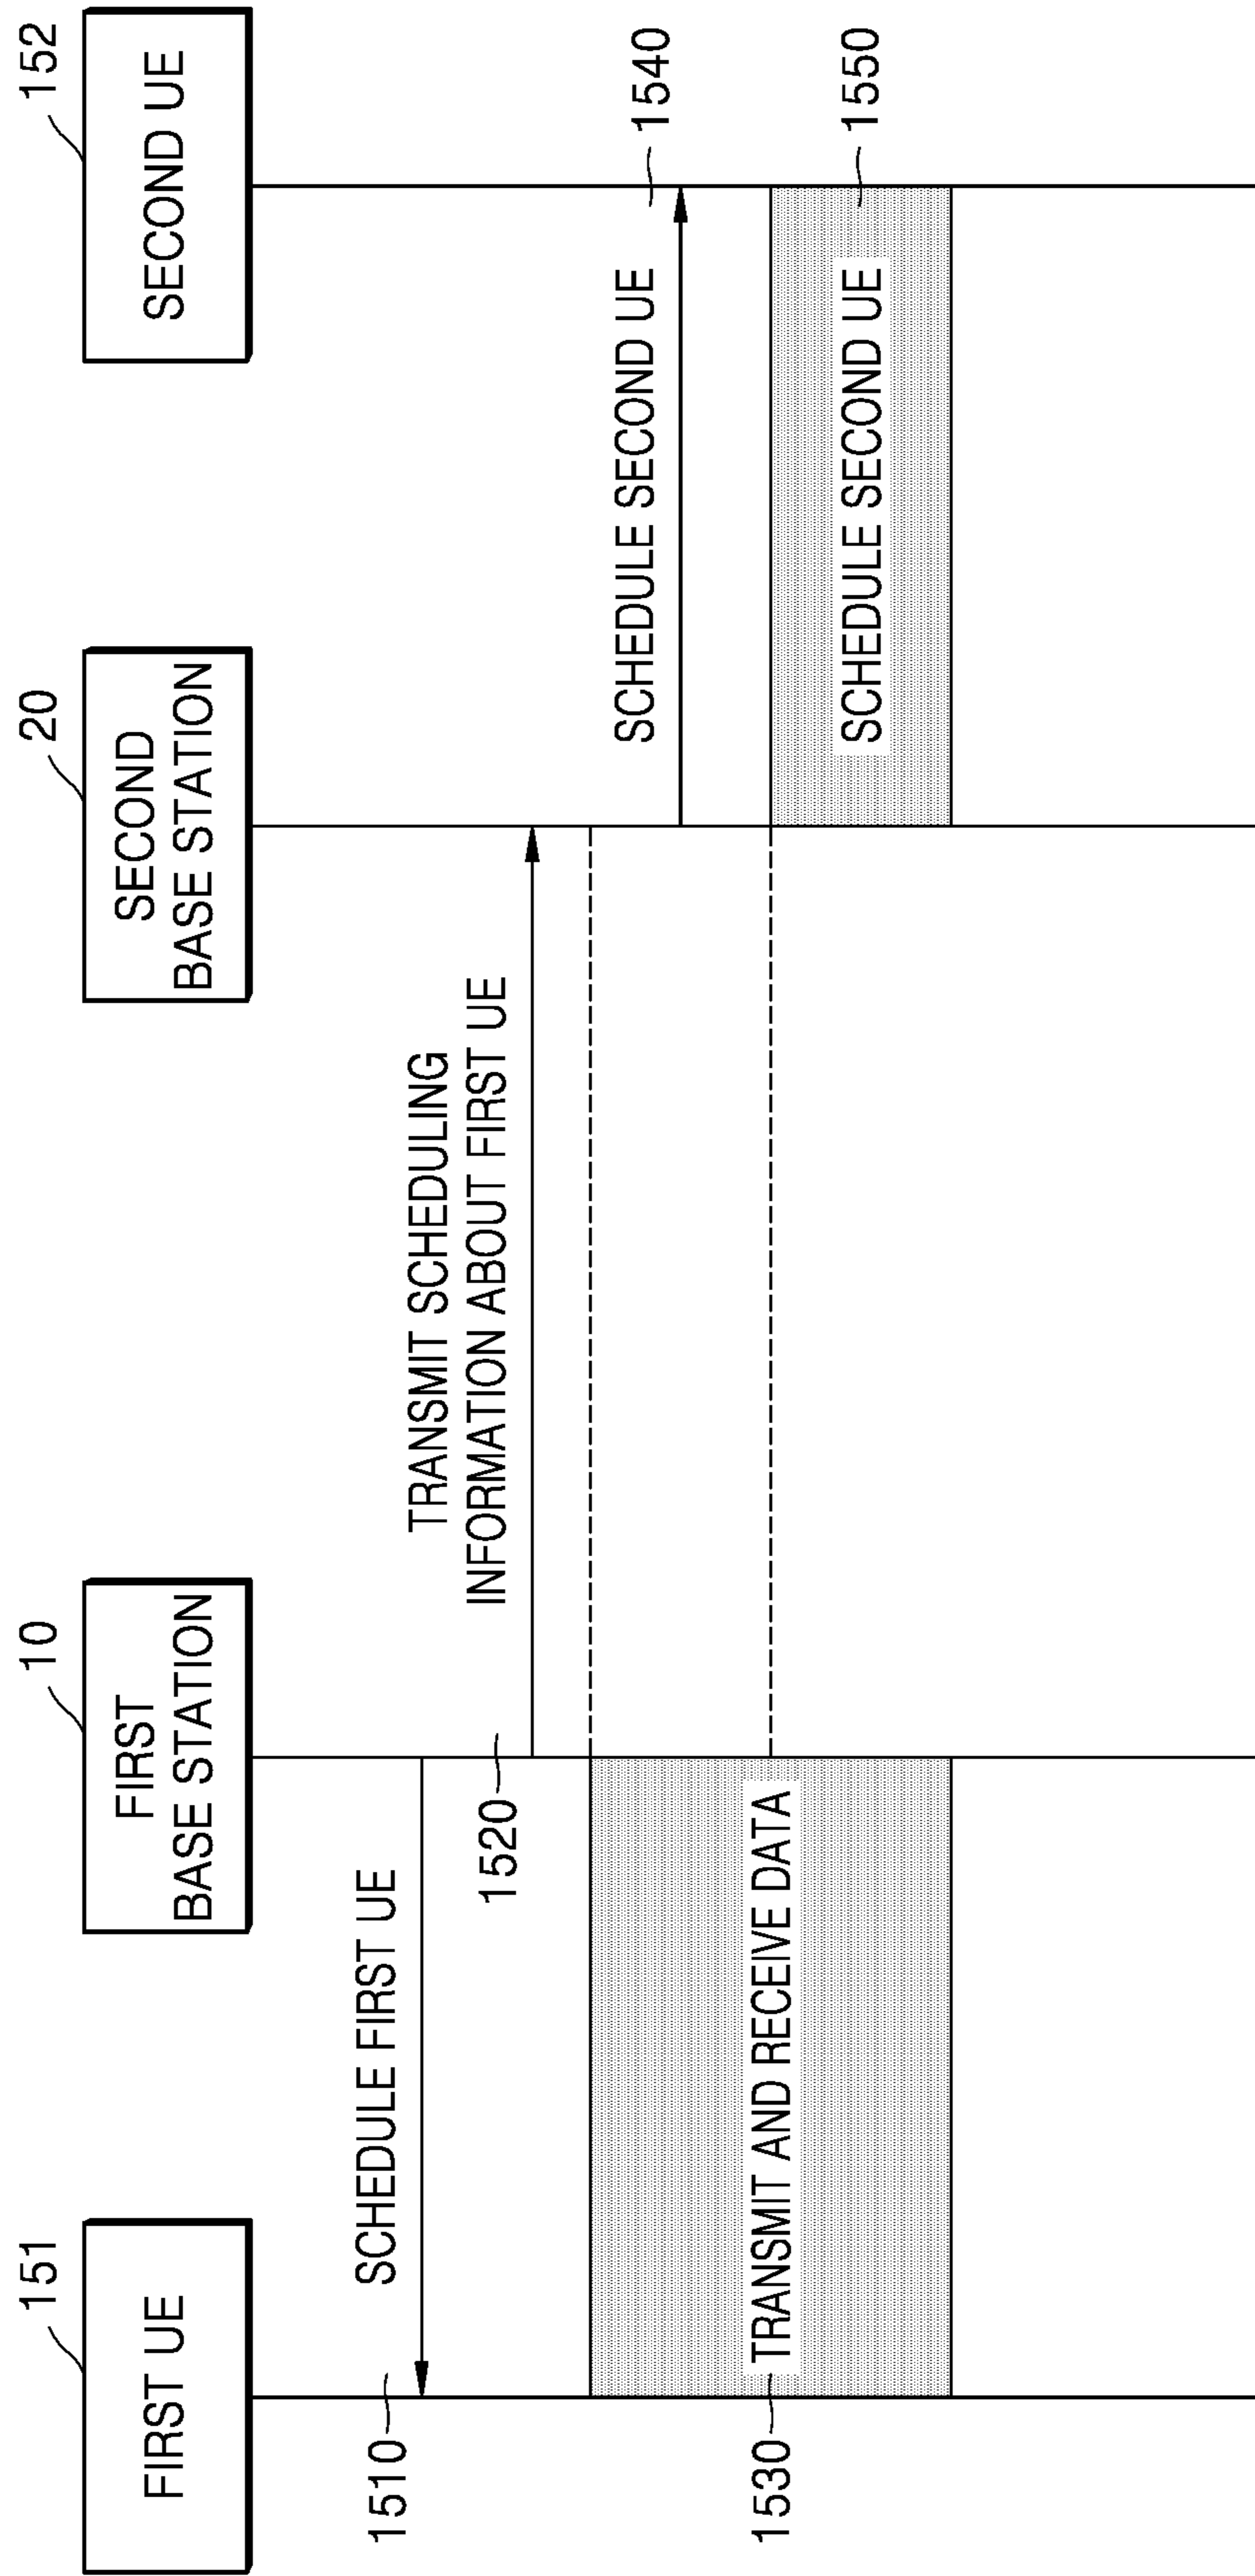 151
10
20
152
FIRST UE
FIRST
BASE STATION
SECOND
BASE STATION
SECOND UE
SCHEDULE FIRST UE
1510
TRANSMIT SCHEDULING
INFORMATION ABOUT FIRST UE
1520
SCHEDULE SECOND UE
1540
TRANSMIT AND RECEIVE DATA
1530
SCHEDULE SECOND UE
1550